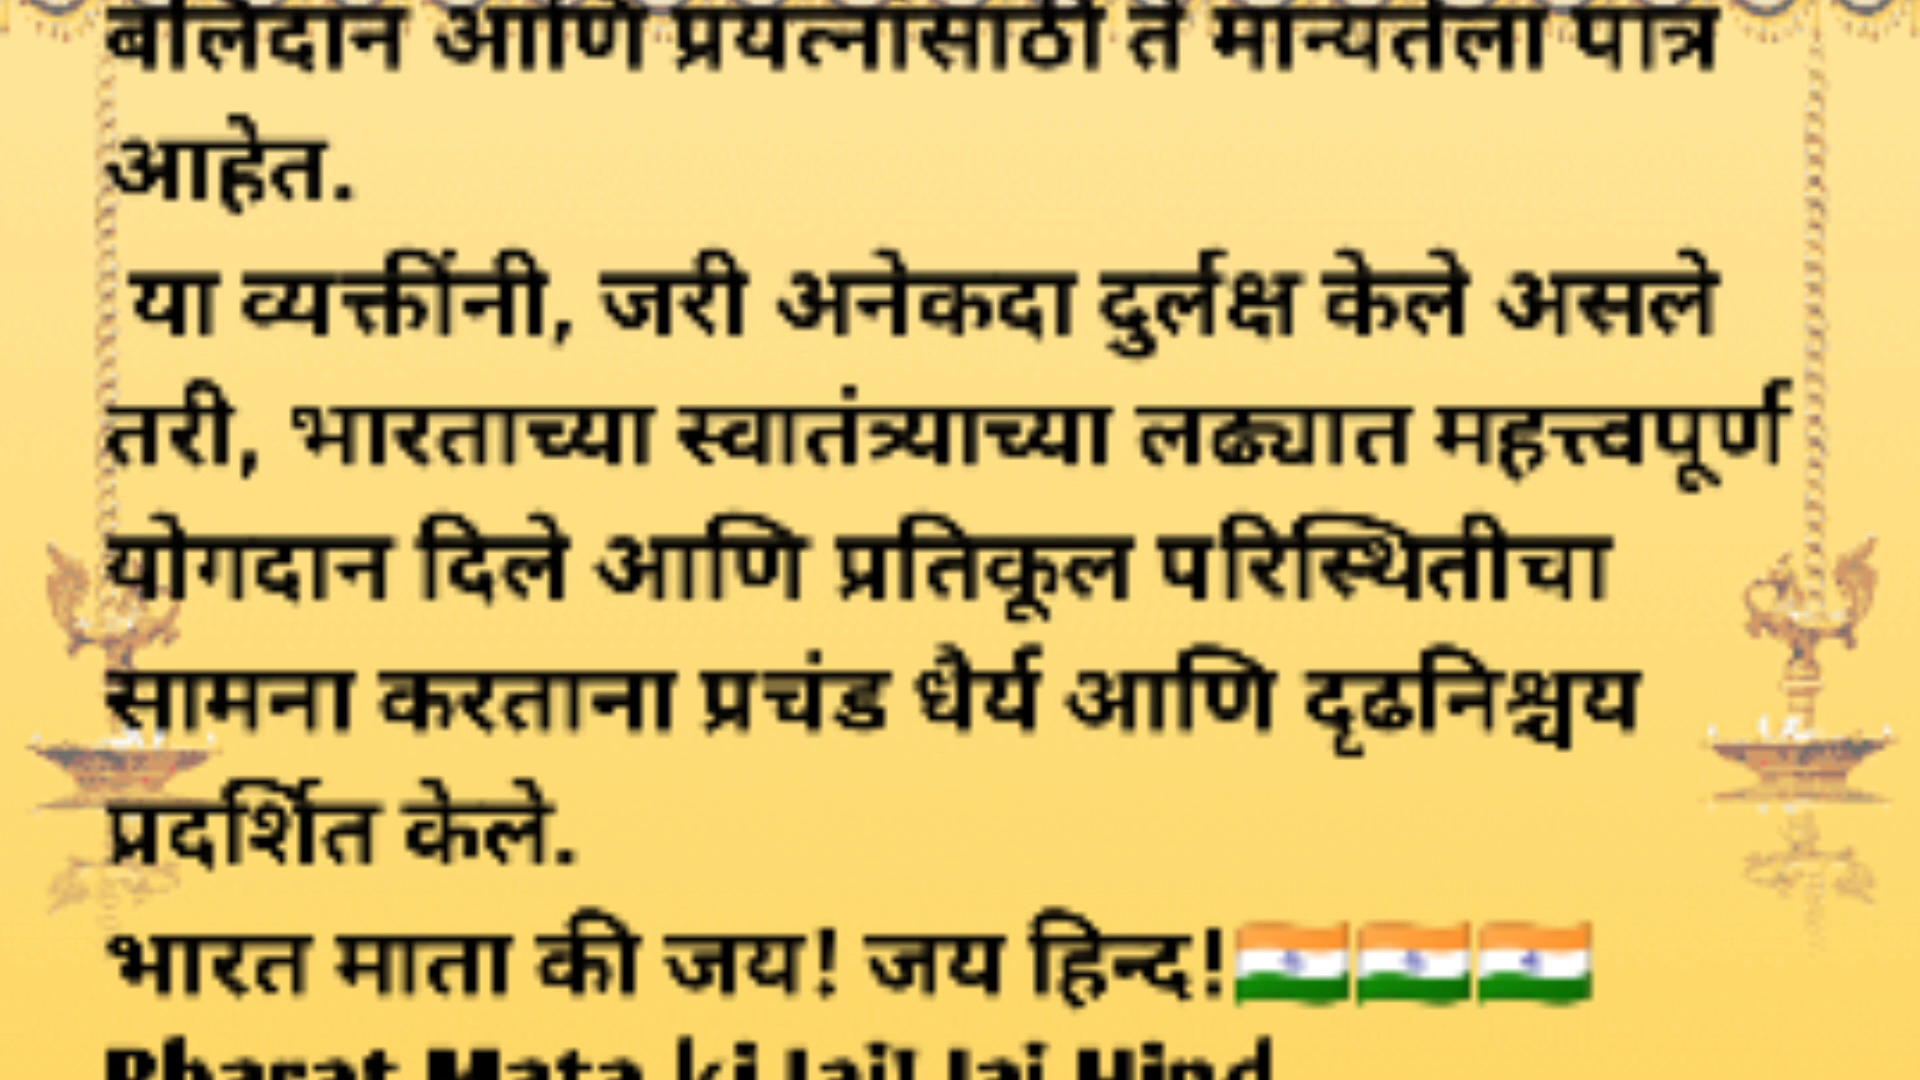 बलिदान आणि प्रयत्नांसाठी ते मान्यतेला पात्र
आहेत.
या व्यक्तींनी, जरी अनेकदा दुर्लक्ष केले असले
तरी, भारताच्या स्वातंत्र्याच्या लढ्यात महत्त्वपूर्ण
योगदान दिले आणि प्रतिकूल परिस्थितीचा
सामना करताना प्रचंड धैर्य आणि दृढनिश्चय
प्रदर्शित केले.
भारत माता की जय! जय हिन्द!🇮🇳🇮🇳🇮🇳
Bharat Mata ki Jai! Jai Hind